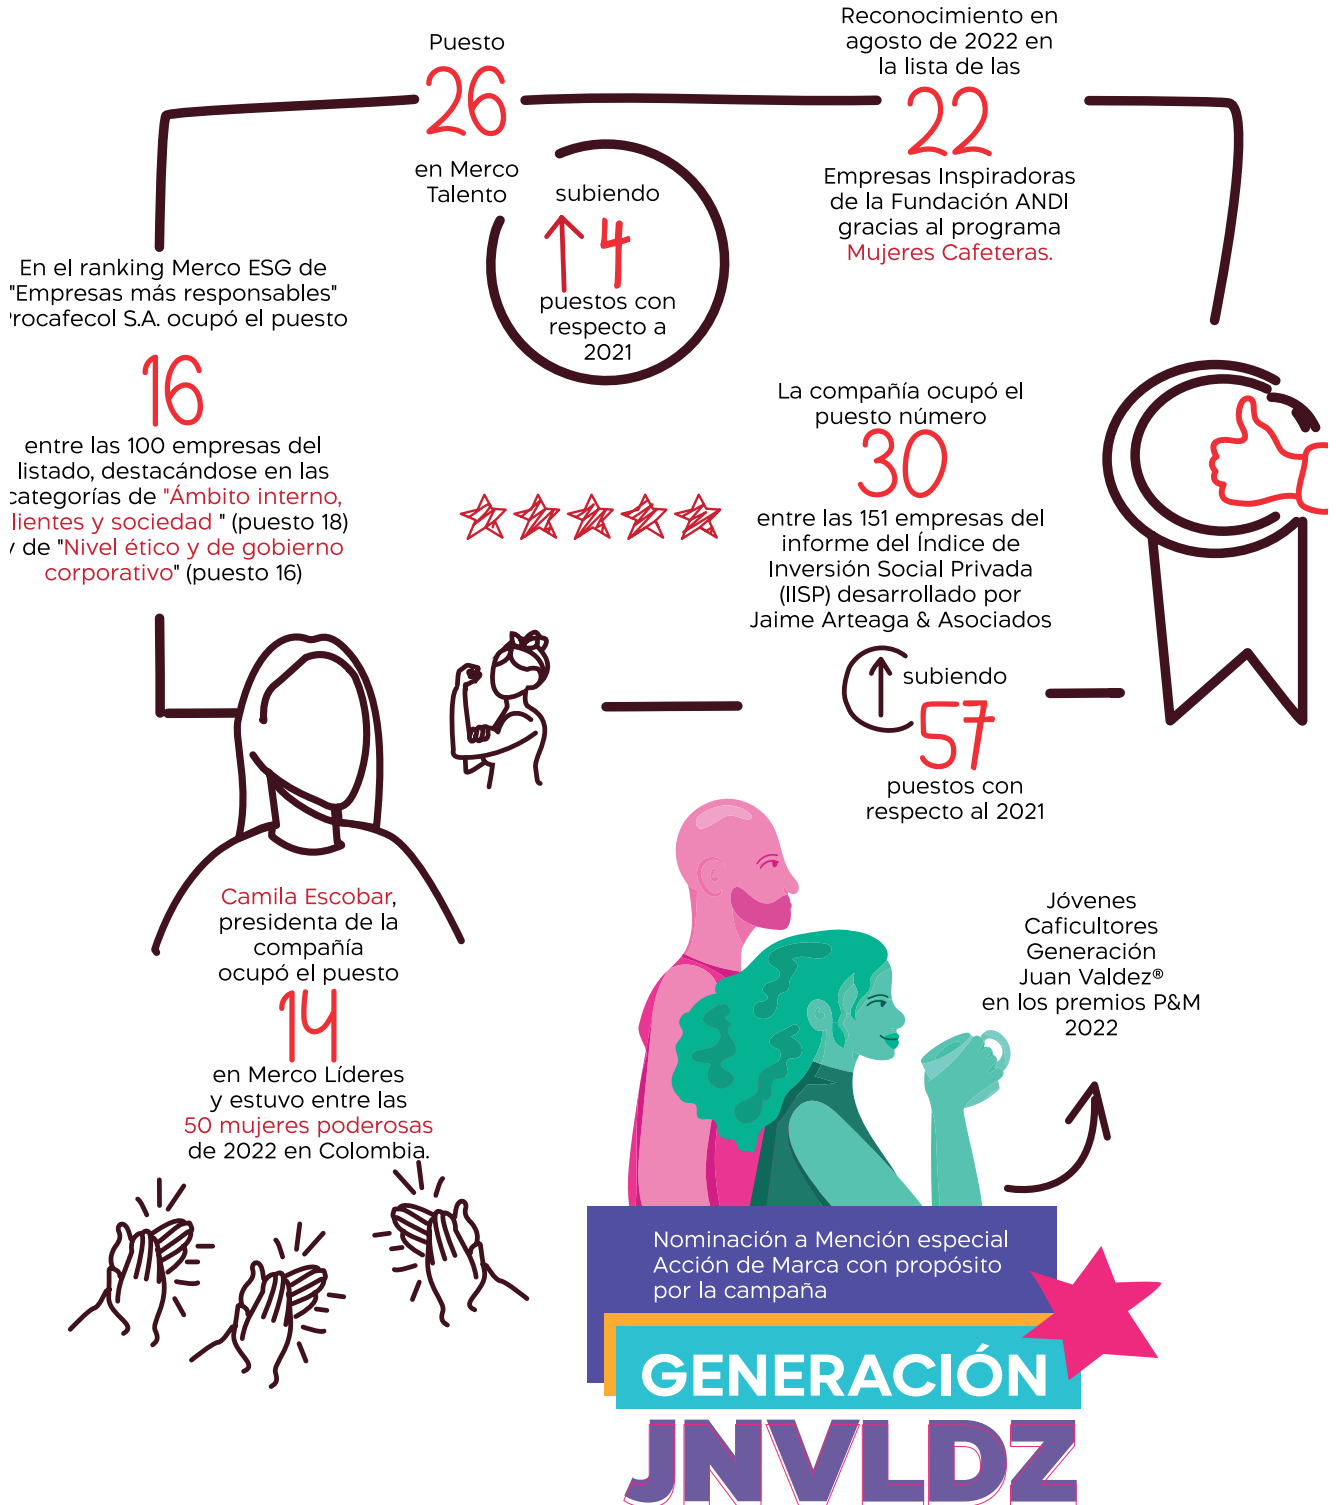 Puesto
26
en Merco
Talento
subiendo
4
puestos con
respecto a
2021
Reconocimiento en
agosto de 2022 en
la lista de las
22
Empresas Inspiradoras
de la Fundación ANDI
gracias al programa
Mujeres Cafeteras.
En el ranking Merco ESG de
"Empresas más responsables"
rocafecol S.A. ocupó el puesto
16
entre las 100 empresas del
listado, destacándose en las
categorías de "Ámbito interno,
lientes y sociedad " (puesto 18)
y de "Nivel ético y de gobierno
corporativo" (puesto 16)
La compañía ocupó el
puesto número
30
entre las 151 empresas del
informe del Índice de
Inversión Social Privada
(IISP) desarrollado por
Jaime Arteaga & Asociados
subiendo
57
puestos con
respecto al 2021
Camila Escobar,
presidenta de la
compañía
ocupó el puesto
14
en Merco Líderes
y estuvo entre las
50 mujeres poderosas
de 2022 en Colombia.
Jóvenes
Caficultores
Generación
Juan Valdez®
en los premios P&M
2022
Nominación a Mención especial
Acción de Marca con propósito
por la campaña
GENERACIÓN
JNVLDZ